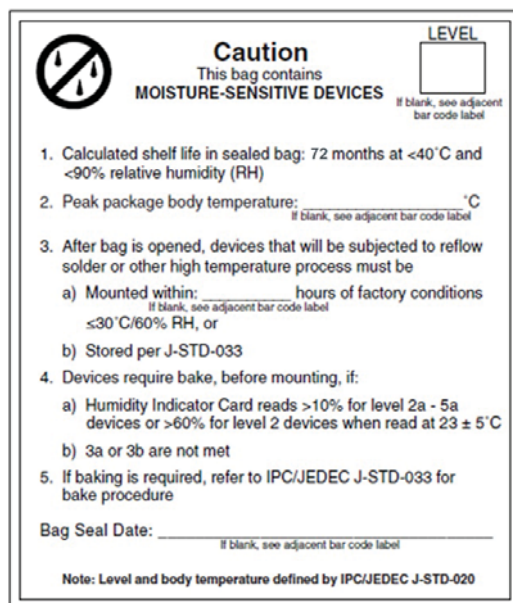 LEVEL
Caution
This bag contains
MOISTURE-SENSITIVE DEVICES
If blank, see adjacent
bar code label
1. Calculated shelf life in sealed bag: 72 months at <40˚C and
<90% relative humidity (RH)
2. Peak package body temperature: ____________________˚C
If blank, see adjacent bar code label
3. After bag is opened, devices that will be subjected to reflow
solder or other high temperature process must be
a) Mounted within: ___________ hours of factory conditions
If blank, see adjacent bar code label
≤30˚C/60% RH, or
b) Stored per J-STD-033
4. Devices require bake, before mounting, if:
a) Humidity Indicator Card reads >10% for level 2a - 5a
devices or >60% for level 2 devices when read at 23 ± 5˚C
b) 3a or 3b are not met
5. If baking is required, refer to IPC/JEDEC J-STD-033 for
bake procedure
Bag Seal Date: __________________________________________
If blank, see adjacent bar code label
Note: Level and body temperature defined by IPC/JEDEC J-STD-020